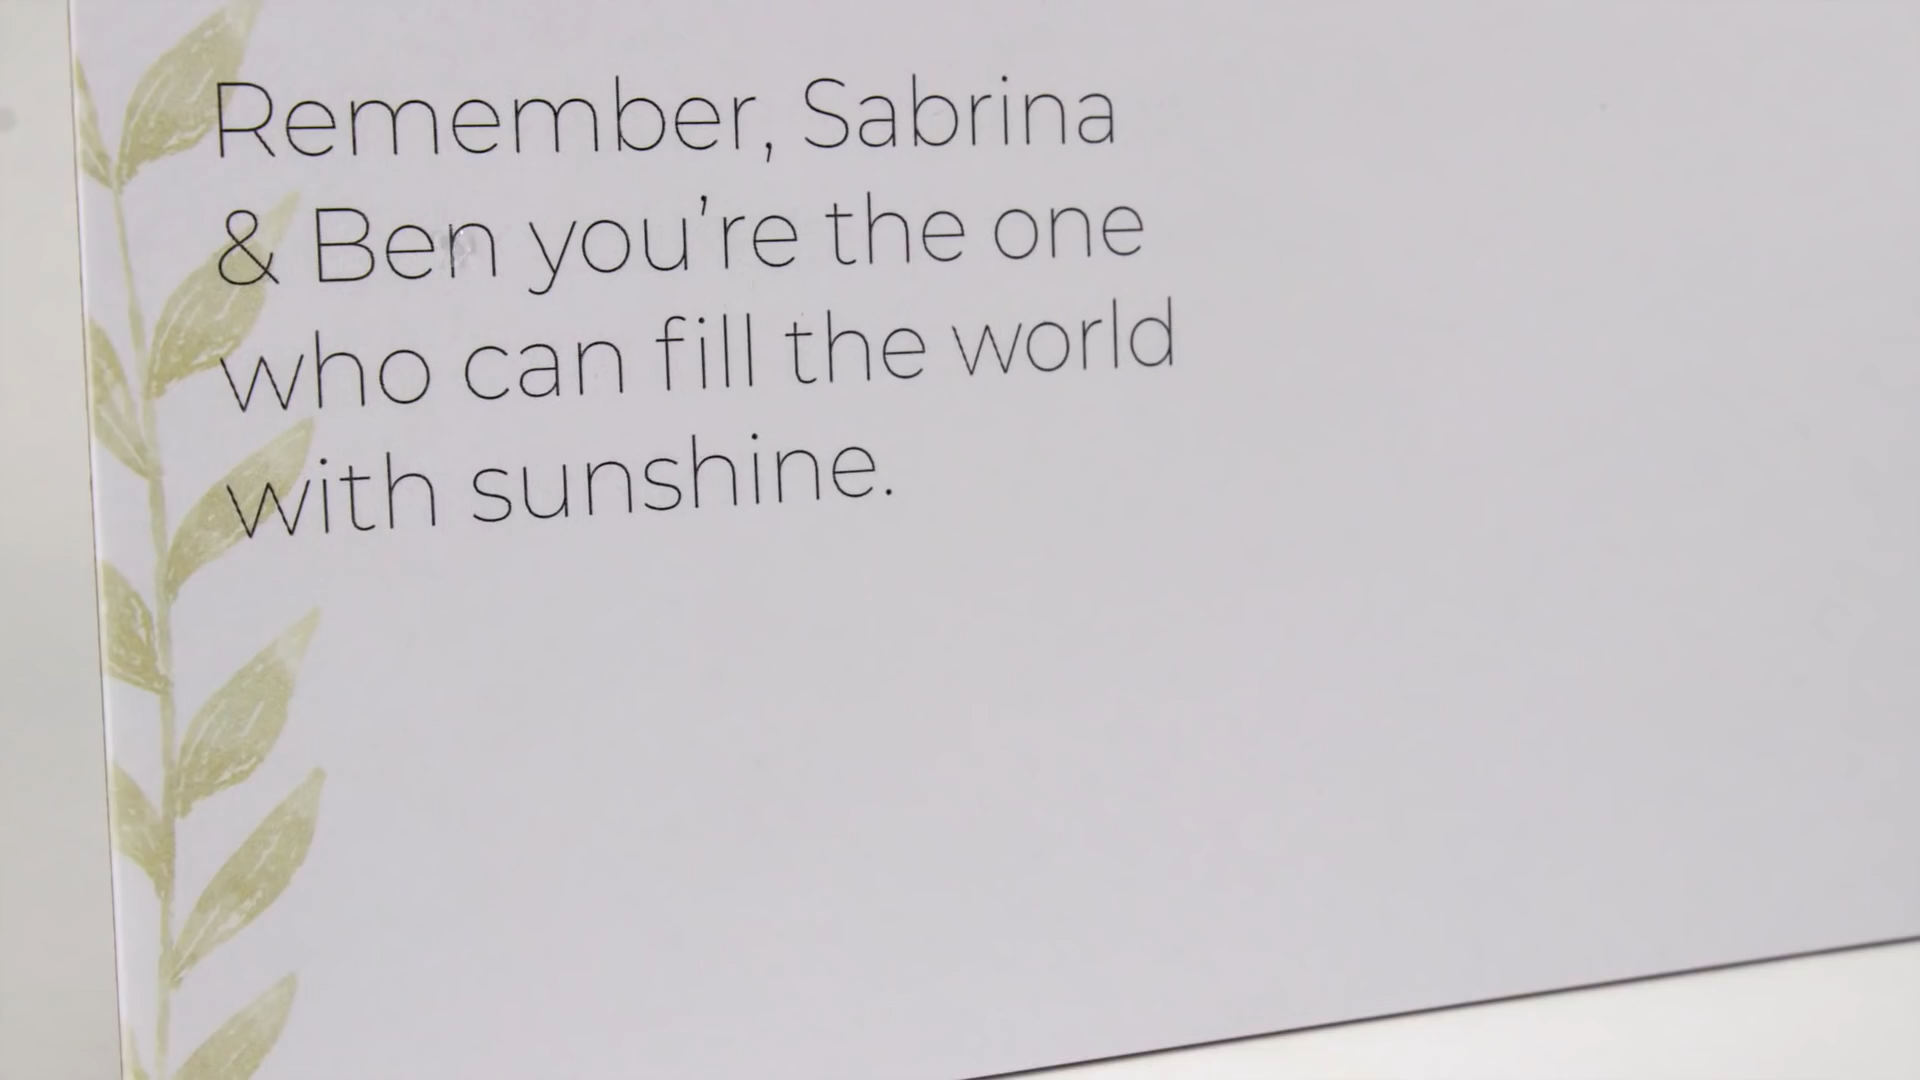 Remember, Sabrina
& Ben you're the one
who can fill the world
with sunshine.